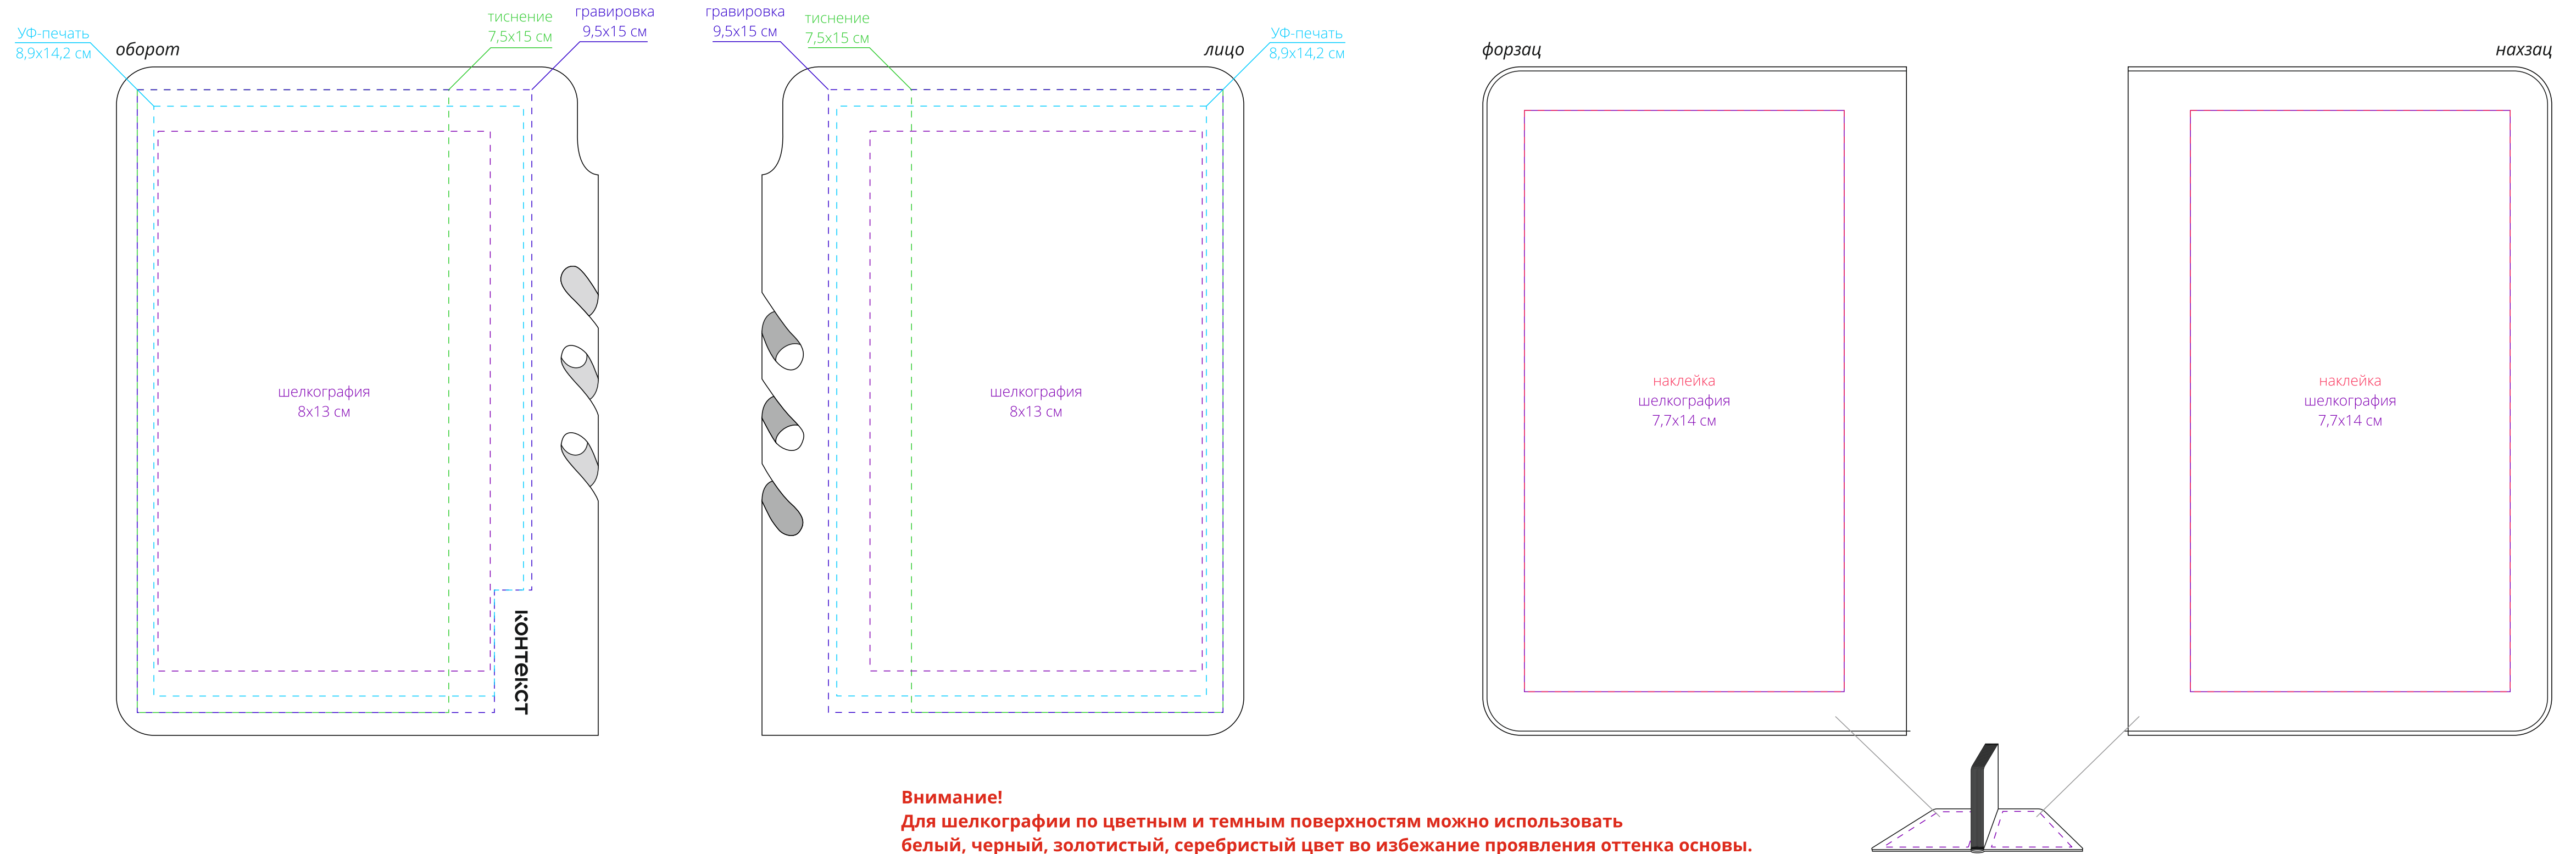 УФ-печать
8,9х14,2 см
оборот
тиснение
7,5х15 см
гравировка
9,5х15 см
гравировка
9,5х15 см
тиснение
7,5х15 см
лицо
УФ-печать
8,9х14,2 см
форзац
нахзац
шелкография
8х13 см
шелкография
8х13 см
наклейка
шелкография
7,7х14 см
наклейка
шелкография
7,7х14 см
контекст
Внимание!
Для шелкографии по цветным и темным поверхностям можно использовать
белый, черный, золотистый, серебристый цвет во избежание проявления оттенка основы.